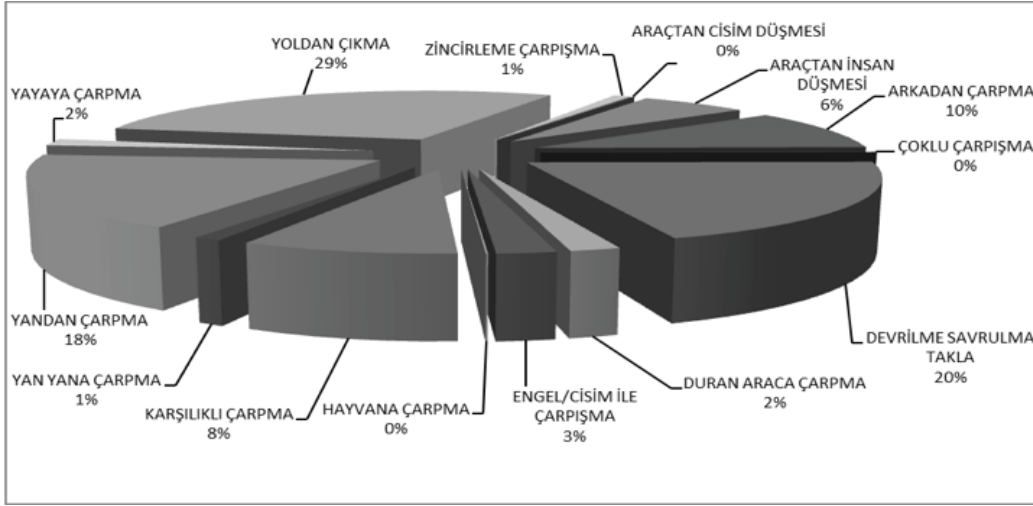 YOLDAN ÇIKMA
29%
ZİNCİRLEME ÇARPIŞMA
1%
ARAÇTAN CİSİM DÜŞMESİ
0%
ARAÇTAN İNSAN
DÜŞMESİ
6%
ARKADAN ÇARPMA
10%
ÇOKLU ÇARPIŞMA
0%
DEVRİLME SAVRULMA
TAKLA
20%
DURAN ARACA ÇARPMA
2%
ENGEL/CİSİM İLE
ÇARPIŞMA
3%
HAYVANA ÇARPMA
0%
KARŞILIKLI ÇARPMA
8%
YAN YANA ÇARPMA
1%
YANDAN ÇARPMA
18%
YAYAYA ÇARPMA
2%